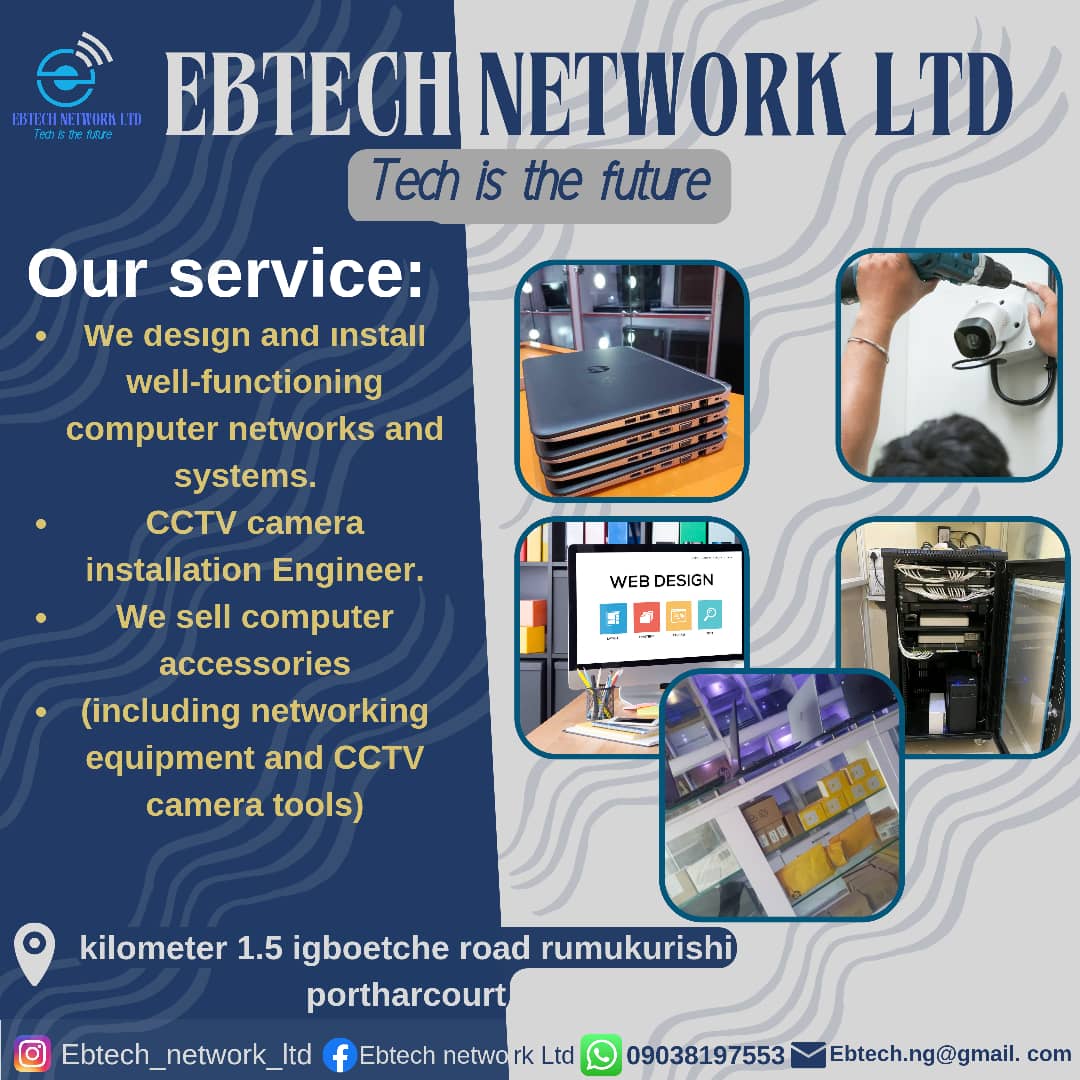 EBTECH NETWORK LTD
Tech is the future
EBTECH NETWORK LTD
Tech is the future
Our service:
• We design and install
well-functioning
computer networks and
systems.
• CCTV camera
installation Engineer.
• We sell computer
accessories
• (including networking
equipment and CCTV
camera tools)
WEB DESIGN
kilometer 1.5 igboetche road rumukurishi
portharcourt
Ebtech_network_ltd Ebtech network Ltd 09038197553 Ebtech.ng@gmail. com